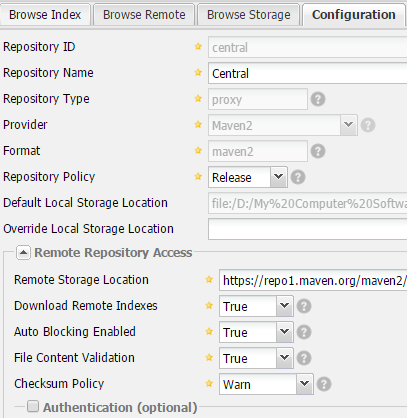 Browse Index Browse Remote Browse Storage Configuration
Repository ID central
Repository Name Central
Repository Type proxy ?
Provider Maven2 ?
Format maven2 ?
Repository Policy Release ?
Default Local Storage Location file:/D:/My%20Computer%20Softwa
Override Local Storage Location
Remote Repository Access
Remote Storage Location https://repo1.maven.org/maven2/
Download Remote Indexes True ?
Auto Blocking Enabled True ?
File Content Validation True ?
Checksum Policy Warn ?
Authentication (optional)